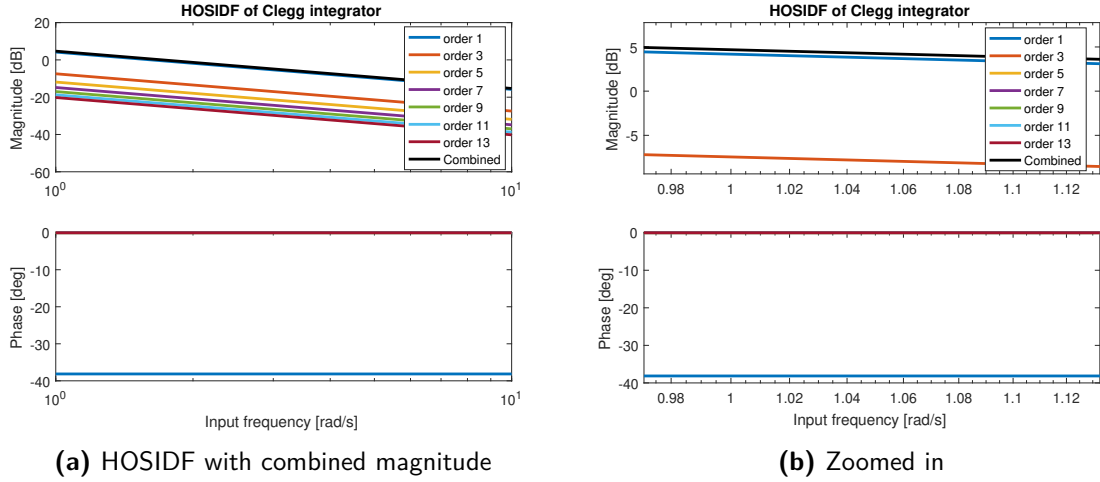 HOSIDF of Clegg integrator
Magnitude [dB]
20
0
-20
-40
-60
10^0
10^1
order 1
order 3
order 5
order 7
order 9
order 11
order 13
Combined
Phase [deg]
0
-10
-20
-30
-40
10^0
10^1
Input frequency [rad/s]
(a) HOSIDF with combined magnitude
HOSIDF of Clegg integrator
Magnitude [dB]
5
0
-5
0.98
1
1.02
1.04
1.06
1.08
1.1
1.12
order 1
order 3
order 5
order 7
order 9
order 11
order 13
Combined
Phase [deg]
0
-10
-20
-30
-40
0.98
1
1.02
1.04
1.06
1.08
1.1
1.12
Input frequency [rad/s]
(b) Zoomed in